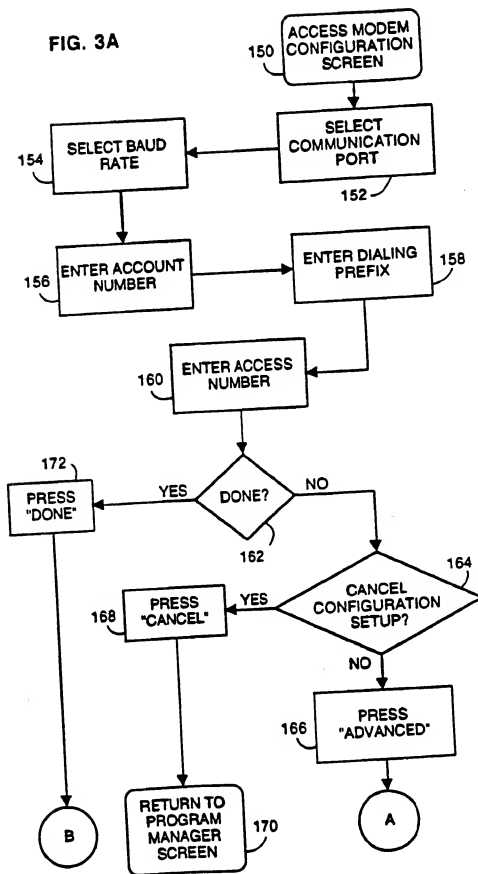 FIG. 3A
150
ACCESS MODEM
CONFIGURATION
SCREEN
154
SELECT BAUD
RATE
SELECT
COMMUNICATION
PORT
152
156
ENTER ACCOUNT
NUMBER
ENTER DIALING
PREFIX
158
160
ENTER ACCESS
NUMBER
172
PRESS
"DONE"
YES
DONE?
NO
162
164
168
PRESS
"CANCEL"
YES
CANCEL
CONFIGURATION
SETUP?
NO
166
PRESS
"ADVANCED"
B
RETURN TO
PROGRAM
MANAGER
SCREEN
170
A